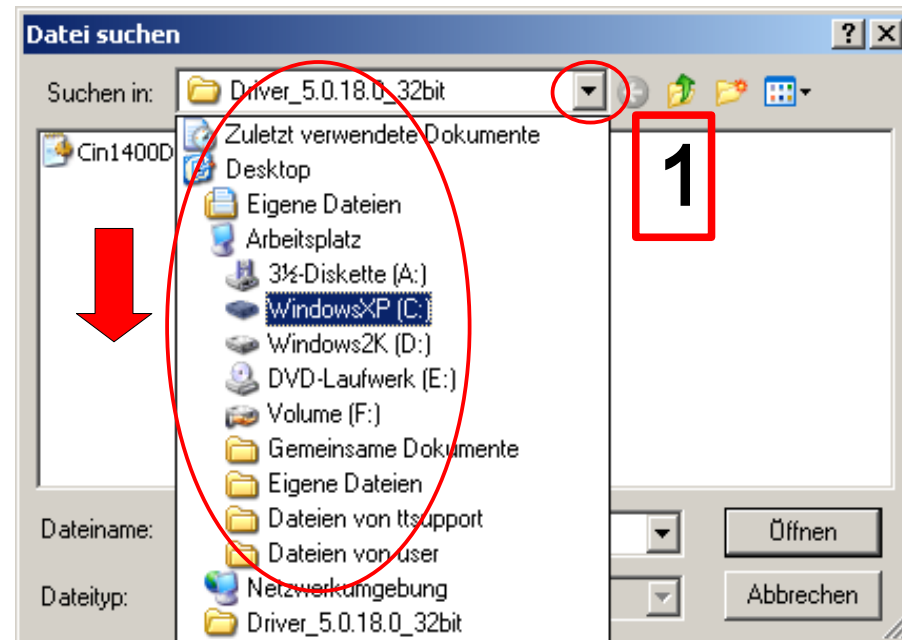 Datei suchen
Suchen in:
Driver_5.0.18.0_32bit
Zuletzt verwendete Dokumente
Cin1400D
Desktop
1
Eigene Dateien
Arbeitsplatz
3½-Diskette (A:)
WindowsXP (C:)
Windows2K (D:)
DVD-Laufwerk (E:)
Volume (F:)
Gemeinsame Dokumente
Eigene Dateien
Dateien von ttsupport
Dateien von user
Netzwerkumgebung
Driver_5.0.18.0_32bit
Dateiname:
Öffnen
Dateityp:
Abbrechen